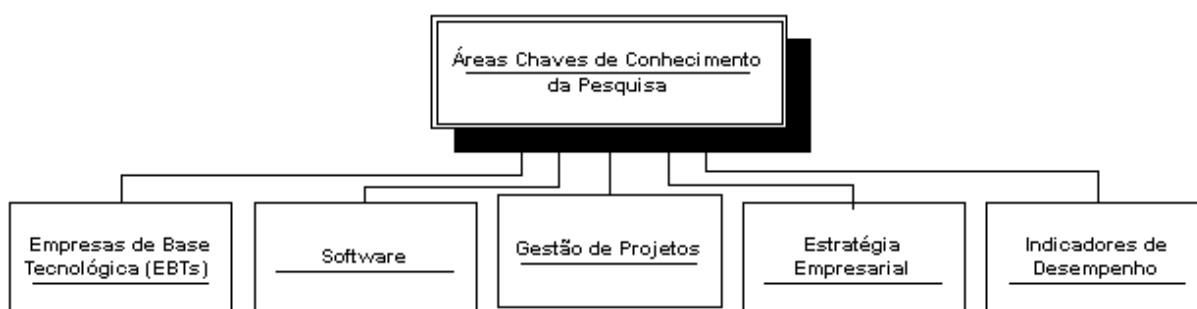 Áreas Chaves de Conhecimento
da Pesquisa
Empresas de Base
Tecnológica (EBTs)
Software
Gestão de Projetos
Estratégia
Empresarial
Indicadores de
Desempenho